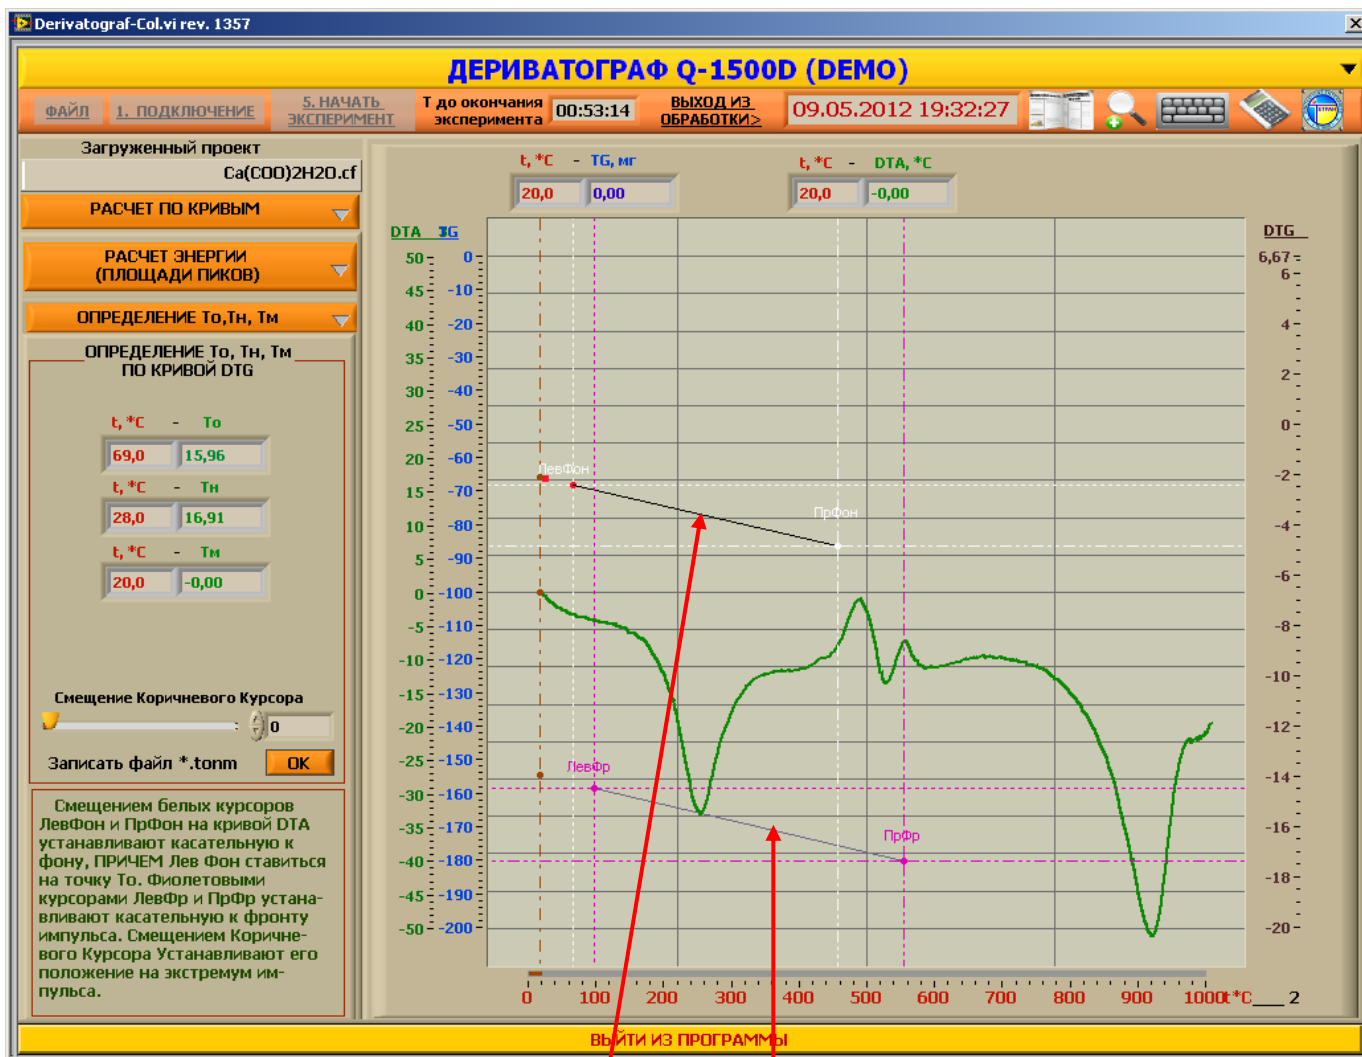 Derivatograf-Col.vi rev. 1357
ДЕРИВАТОГРАФ Q-1500D (DEMO)
ФАЙЛ
1. ПОДКЛЮЧЕНИЕ
5. НАЧАТЬ
ЭКСПЕРИМЕНТ
Т до окончания
эксперимента
00:53:14
ВЫХОД ИЗ
ОБРАБОТКИ>
09.05.2012 19:32:27
ЕТРАН
Загруженный проект
Ca(COO)2H2O.cf
РАСЧЕТ ПО КРИВЫМ
РАСЧЕТ ЭНЕРГИИ
(ПЛОЩАДИ ПИКОВ)
ОПРЕДЕЛЕНИЕ То,Тн, Тм
ОПРЕДЕЛЕНИЕ То, Тн, Тм
ПО КРИВОЙ DTG
t, *C - То
69,0 15,96
t, *C - Тн
28,0 16,91
t, *C - Тм
20,0 -0,00
Смещение Коричневого Курсора
0
Записать файл *.tonm
OK
Смещением белых курсоров
ЛевФон и ПрФон на кривой DTA
устанавливают касательную к
фону, ПРИЧЕМ Лев Фон ставиться
на точку То. Фиолетовыми
курсорами ЛевФр и ПрФр устана-
вливают касательную к фронту
импульса. Смещением Коричне-
вого Курсора Устанавливают его
положение на экстремум им-
пульса.
t, *C - TG, мг
20,0 0,00
t, *C - DTA, *C
20,0 -0,00
DTA
TG
DTG
50
45
40
35
30
25
20
15
10
5
0
-5
-10
-15
-20
-25
-30
-35
-40
-45
-50
0
-10
-20
-30
-40
-50
-60
-70
-80
-90
-100
-110
-120
-130
-140
-150
-160
-170
-180
-190
-200
ЛевФон
ПрФон
ЛевФр
ПрФр
6,67
6
4
2
0
-2
-4
-6
-8
-10
-12
-14
-16
-18
-20
0 100 200 300 400 500 600 700 800 900 1000 t*C 2
ВЫЙТИ ИЗ ПРОГРАММЫ